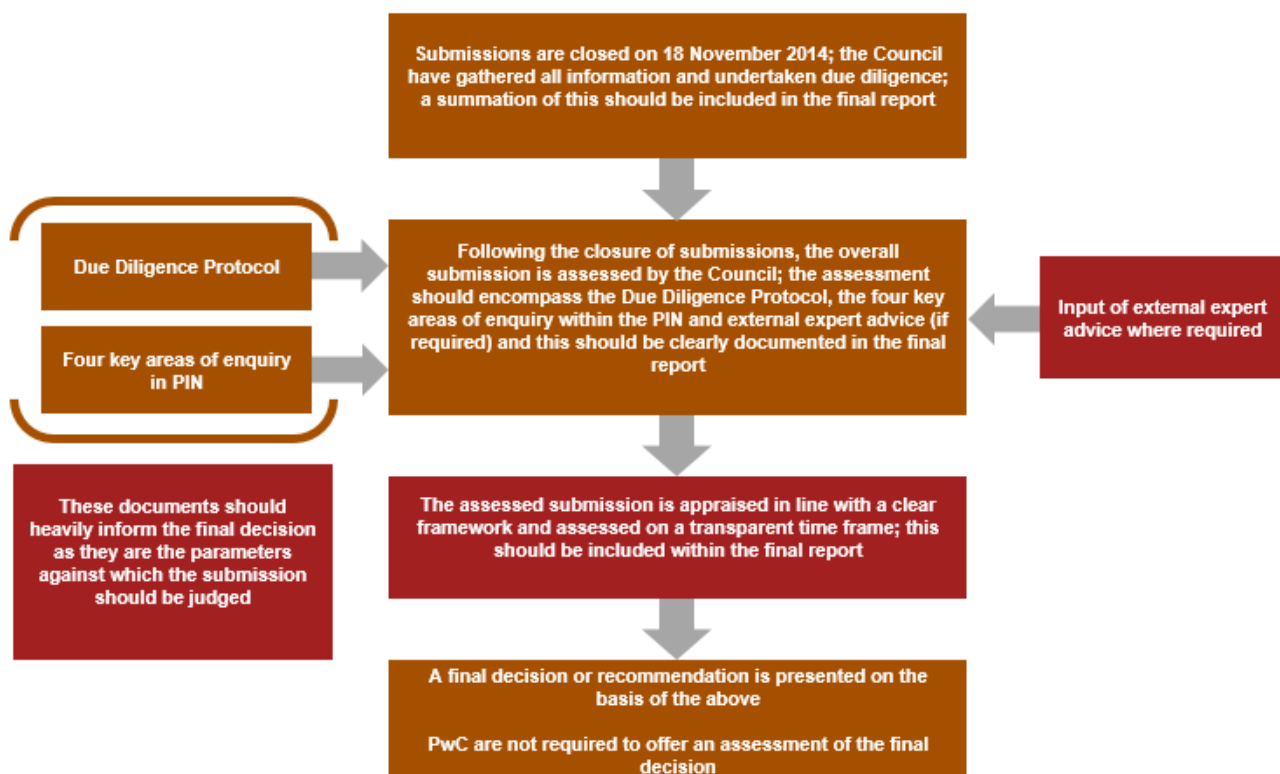 Submissions are closed on 18 November 2014; the Council
have gathered all information and undertaken due diligence;
a summation of this should be included in the final report
Due Diligence Protocol
Four key areas of enquiry
in PIN
Following the closure of submissions, the overall
submission is assessed by the Council; the assessment
should encompass the Due Diligence Protocol, the four key
areas of enquiry within the PIN and external expert advice (if
required) and this should be clearly documented in the final
report
Input of external expert
advice where required
These documents should
heavily inform the final decision
as they are the parameters
against which the submission
should be judged
The assessed submission is appraised in line with a clear
framework and assessed on a transparent time frame; this
should be included within the final report
A final decision or recommendation is presented on the
basis of the above
PwC are not required to offer an assessment of the final
decision